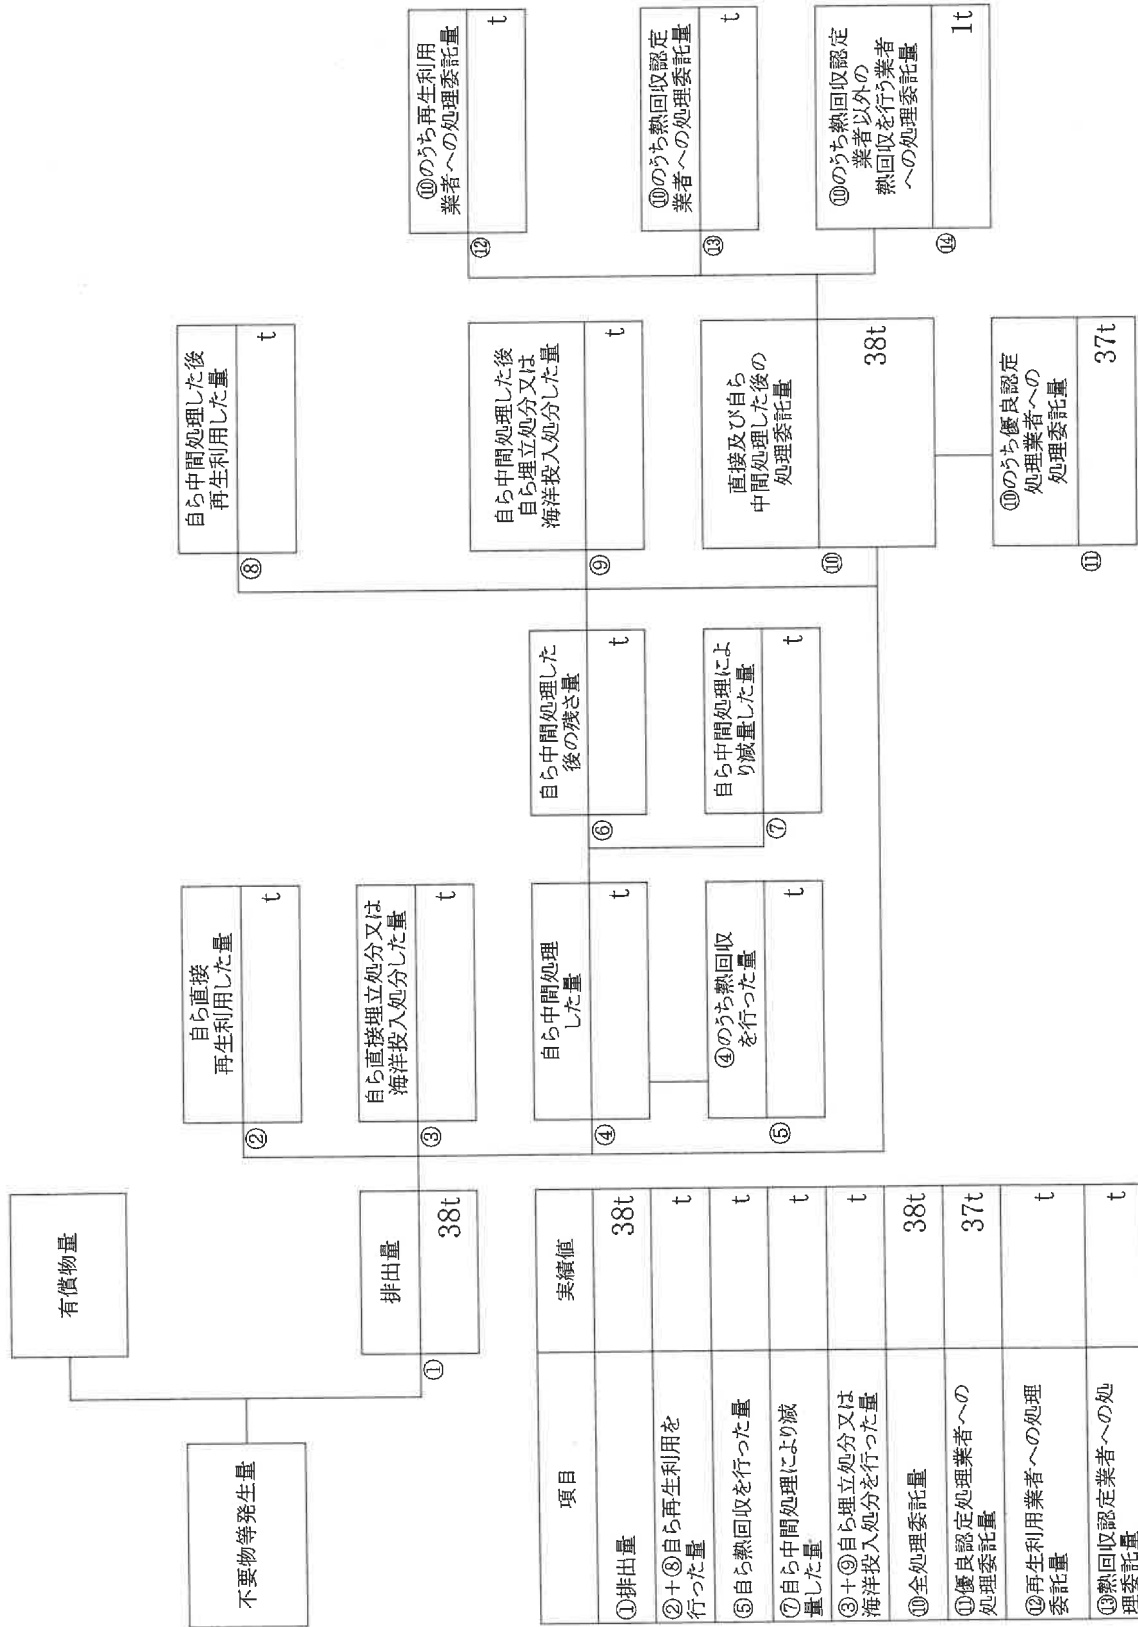 不要物等発生量
有償物量
排出量
①
38t
自ら直接
再生利用した量
②
t
自ら直接埋立処分又は
海洋投入処分した量
③
t
自ら中間処理
した量
④
t
④のうち熱回収
を行った量
⑤
t
自ら中間処理した
後の残さ量
⑥
t
自ら中間処理によ
り減量した量
⑦
t
自ら中間処理した後
再生利用した量
⑧
t
自ら中間処理した後
自ら埋立処分又は
海洋投入処分した量
⑨
t
直接及び自ら
中間処理した後の
処理委託量
⑩
38t
⑩のうち優良認定
処理業者への
処理委託量
⑪
37t
⑩のうち再生利用
業者への処理委託量
⑫
t
⑩のうち熱回収認定
業者への処理委託量
⑬
t
⑩のうち熱回収認定
業者以外の
熱回収を行う業者
への処理委託量
⑭
1t
項目 実績値
①排出量 38t
②+⑧自ら再生利用を
行った量 t
⑤自ら熱回収を行った量 t
⑦自ら中間処理により減
量した量 t
③+⑨自ら埋立処分又は
海洋投入処分を行った量 t
⑩全処理委託量 38t
⑪優良認定処理業者への
処理委託量 37t
⑫再生利用業者への処理
委託量 t
⑬熱回収認定業者への処
理委託量 t